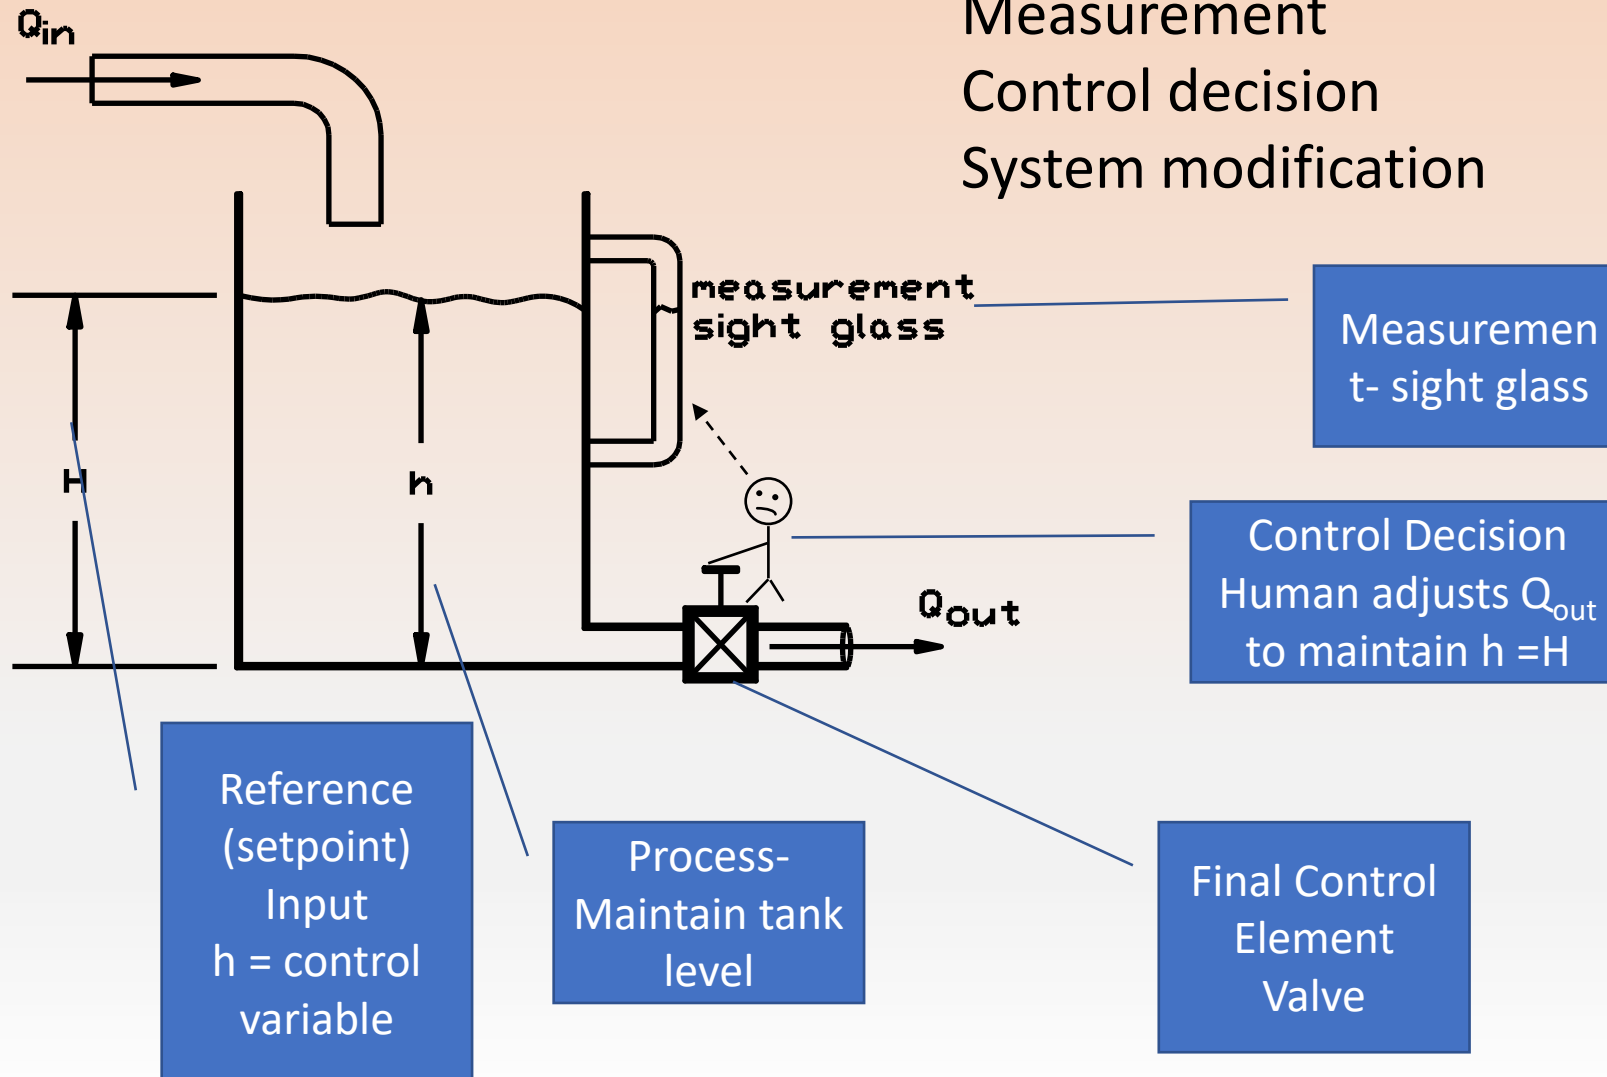 Q_in
Measurement
Control decision
System modification
measurement
sight glass
Measuremen
t- sight glass
H
h
Control Decision
Human adjusts Q_out
to maintain h =H
Q_out
Reference
(setpoint)
Input
h = control
variable
Process-
Maintain tank
level
Final Control
Element
Valve